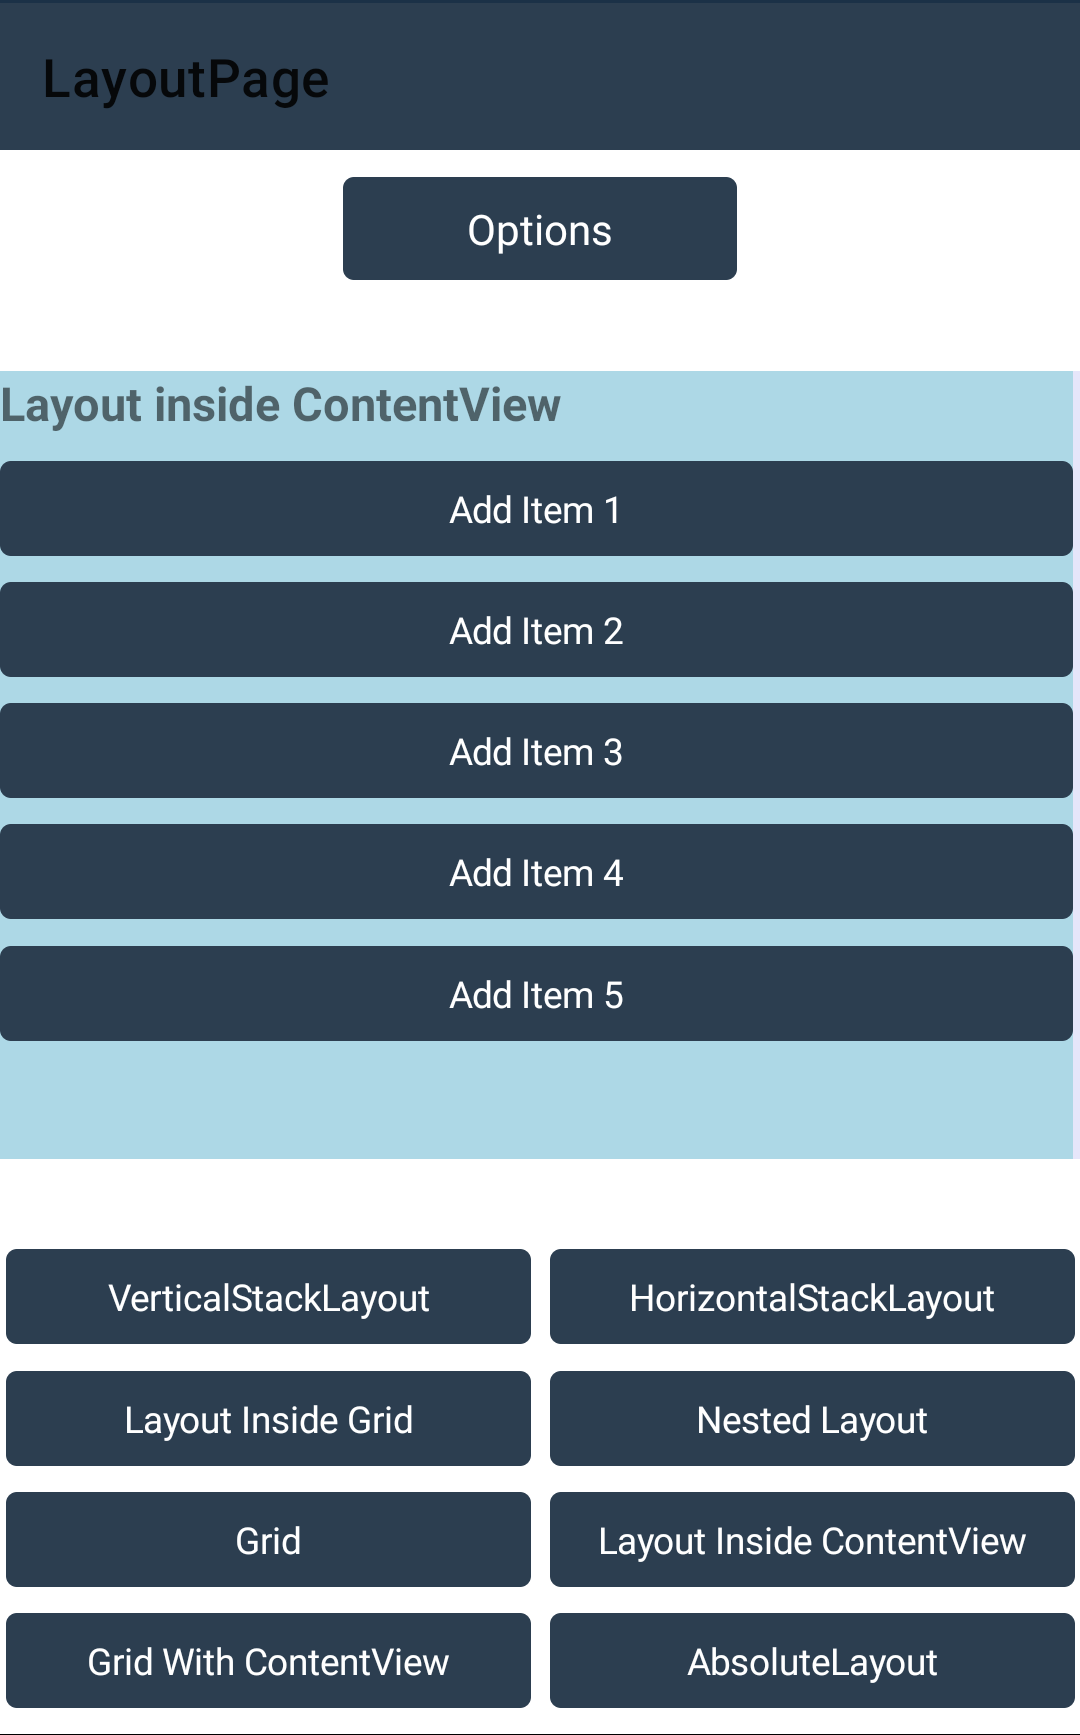 LayoutPage
Options
Layout inside ContentView
Add Item 1
Add Item 2
Add Item 3
Add Item 4
Add Item 5
VerticalStackLayout
HorizontalStackLayout
Layout Inside Grid
Nested Layout
Grid
Layout Inside ContentView
Grid With ContentView
AbsoluteLayout